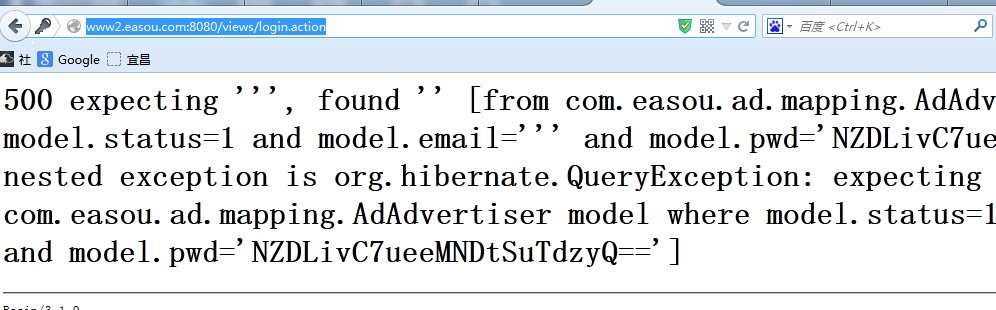 www2.easou.com:8080/views/login.action
百度 <Ctrl+K>
社 Google 宜昌
500 expecting ''', found '' [from com.easou.ad.mapping.AdAdv
model.status=1 and model.email=''' and model.pwd='NZDLivC7ue
nested exception is org.hibernate.QueryException: expecting
com.easou.ad.mapping.AdAdvertiser model where model.status=1
and model.pwd='NZDLivC7ueeMNDtSuTdzyQ==']